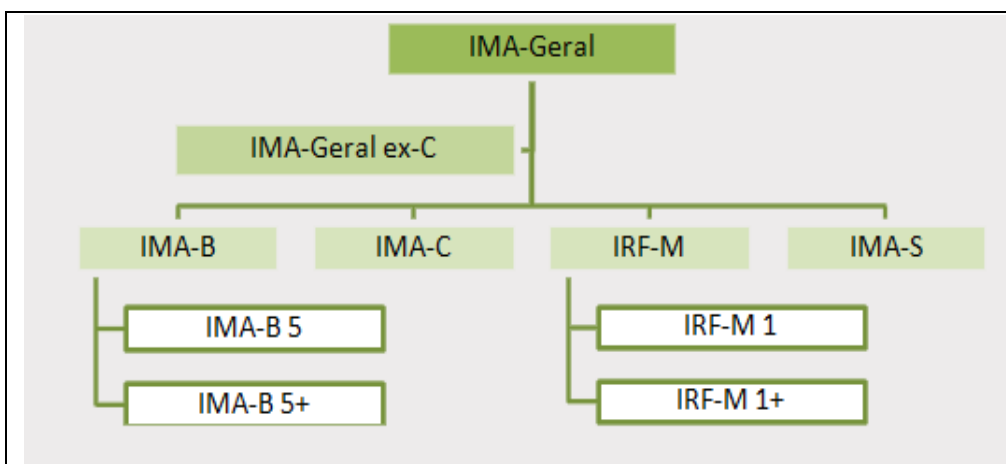 IMA-Geral
IMA-Geral ex-C
IMA-B
IMA-C
IRF-M
IMA-S
IMA-B 5
IRF-M 1
IMA-B 5+
IRF-M 1+